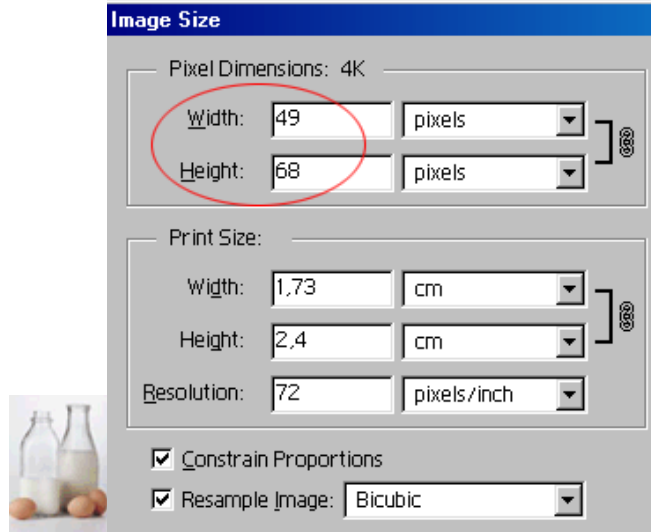 Image Size
Pixel Dimensions: 4K
Width: 49 pixels
Height: 68 pixels
Print Size:
Width: 1,73 cm
Height: 2,4 cm
Resolution: 72 pixels/inch
Constrain Proportions
Resample Image: Bicubic